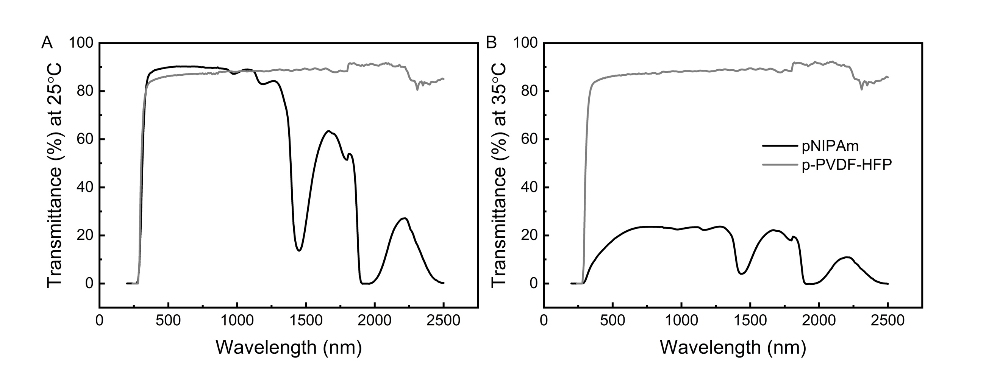 A
Transmittance (%) at 25°C
100
80
60
40
20
0
0 500 1000 1500 2000 2500
Wavelength (nm)
B
Transmittance (%) at 35°C
100
80
60
40
20
0
pNIPAm
p-PVDF-HFP
0 500 1000 1500 2000 2500
Wavelength (nm)